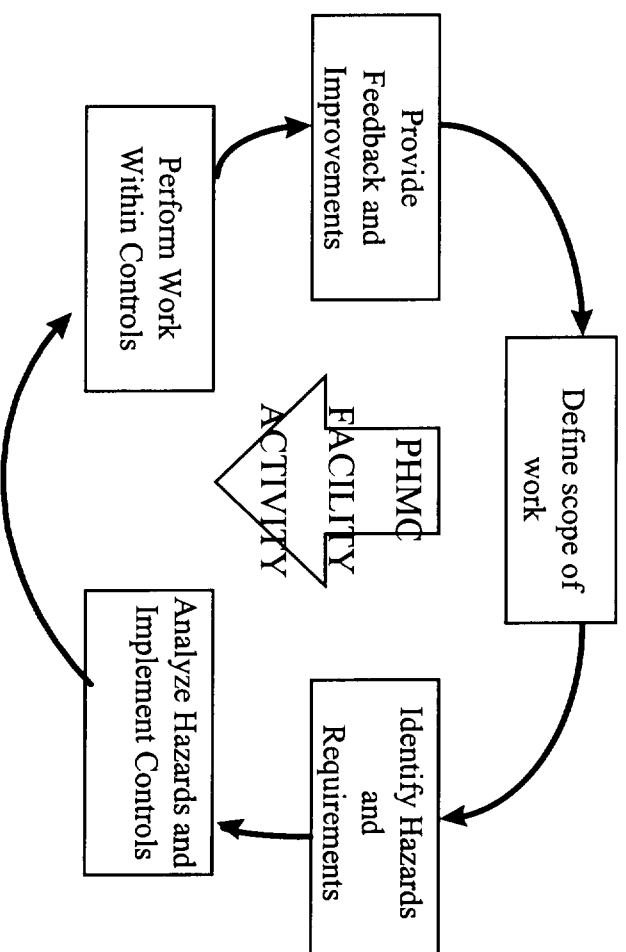 Define scope of
work
Identify Hazards
and
Requirements
Analyze Hazards and
Implement Controls
Perform Work
Within Controls
Provide
Feedback and
Improvements
PHMC
FACILITY
ACTIVITY